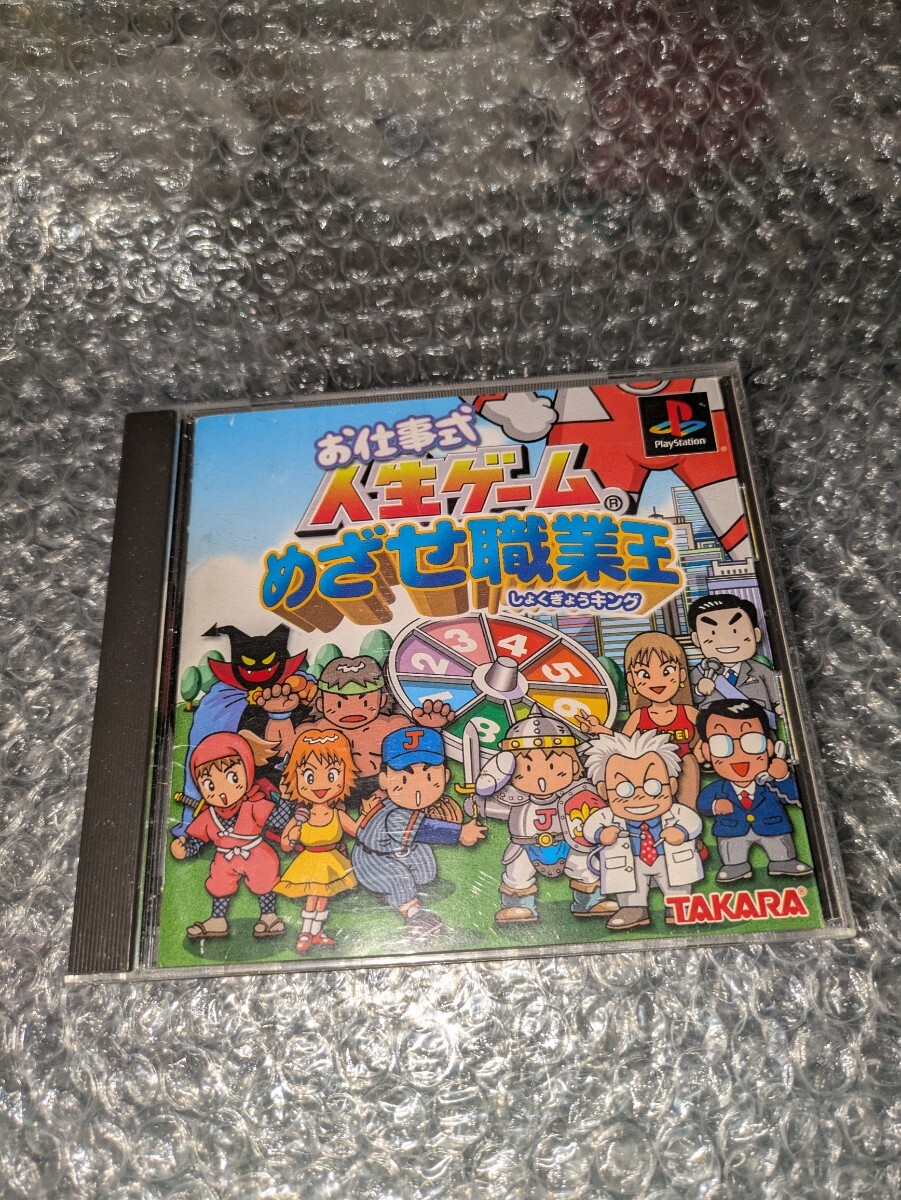 お仕事式
人生ゲーム®
めざせ職業王
しょくぎょうキング
PlayStation
1 2 3 4 5 6 8
J
J
TAKARA®